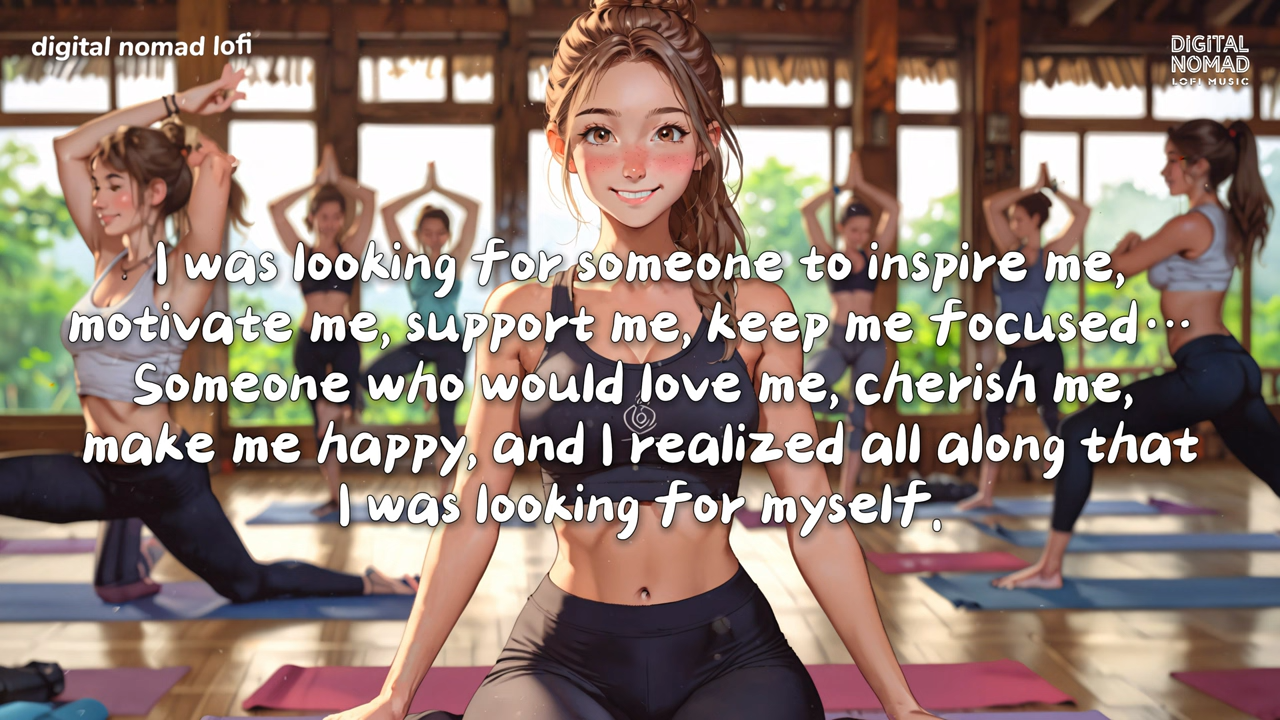 digital nomad lofi
DIGITAL
NOMAD
LOFI MUSIC
I was looking for someone to inspire me,
motivate me, support me, keep me focused...
Someone who would love me, cherish me,
make me happy, and I realized all along that
I was looking for myself.